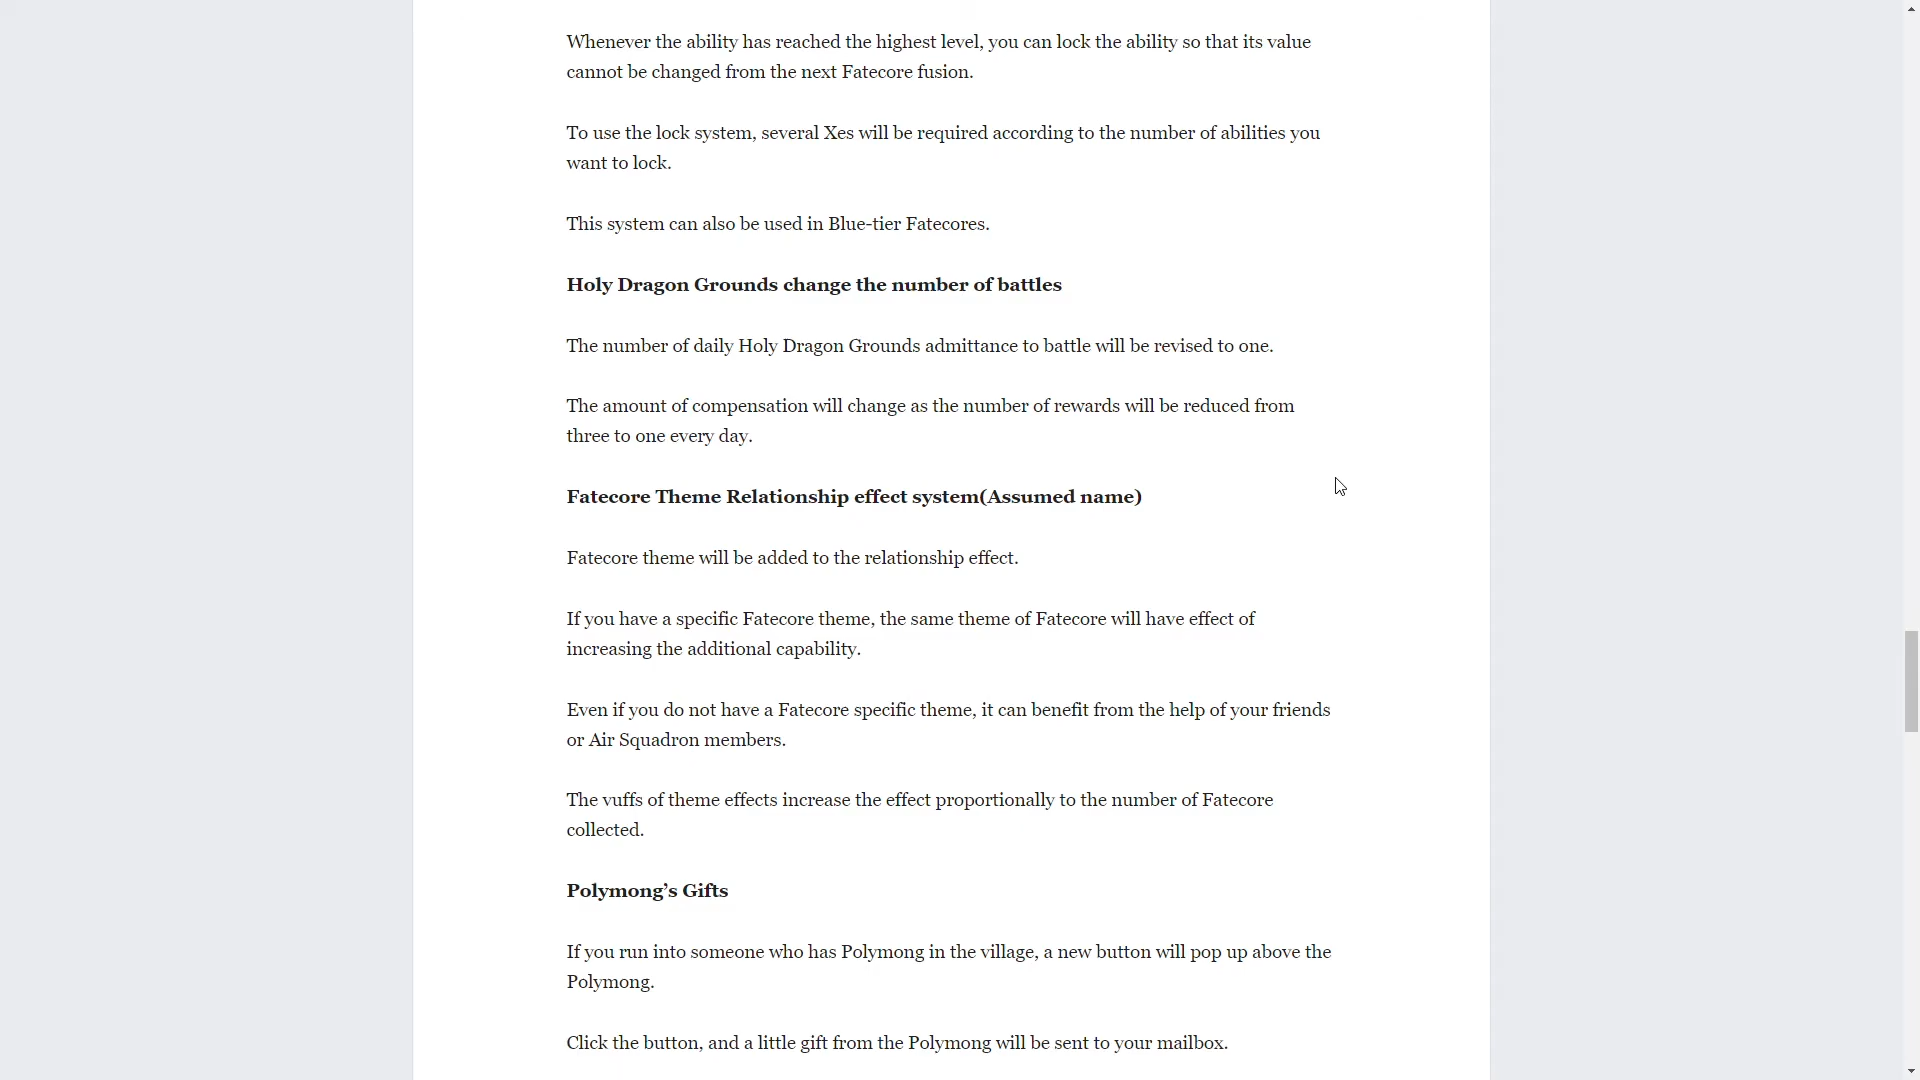 Whenever the ability has reached the highest level, you can lock the ability so that its value
cannot be changed from the next Fatecore fusion.
To use the lock system, several Xes will be required according to the number of abilities you
want to lock.
This system can also be used in Blue-tier Fatecores.
Holy Dragon Grounds change the number of battles
The number of daily Holy Dragon Grounds admittance to battle will be revised to one.
The amount of compensation will change as the number of rewards will be reduced from
three to one every day.
Fatecore Theme Relationship effect system(Assumed name)
Fatecore theme will be added to the relationship effect.
If you have a specific Fatecore theme, the same theme of Fatecore will have effect of
increasing the additional capability.
Even if you do not have a Fatecore specific theme, it can benefit from the help of your friends
or Air Squadron members.
The vuffs of theme effects increase the effect proportionally to the number of Fatecore
collected.
Polymong’s Gifts
If you run into someone who has Polymong in the village, a new button will pop up above the
Polymong.
Click the button, and a little gift from the Polymong will be sent to your mailbox.